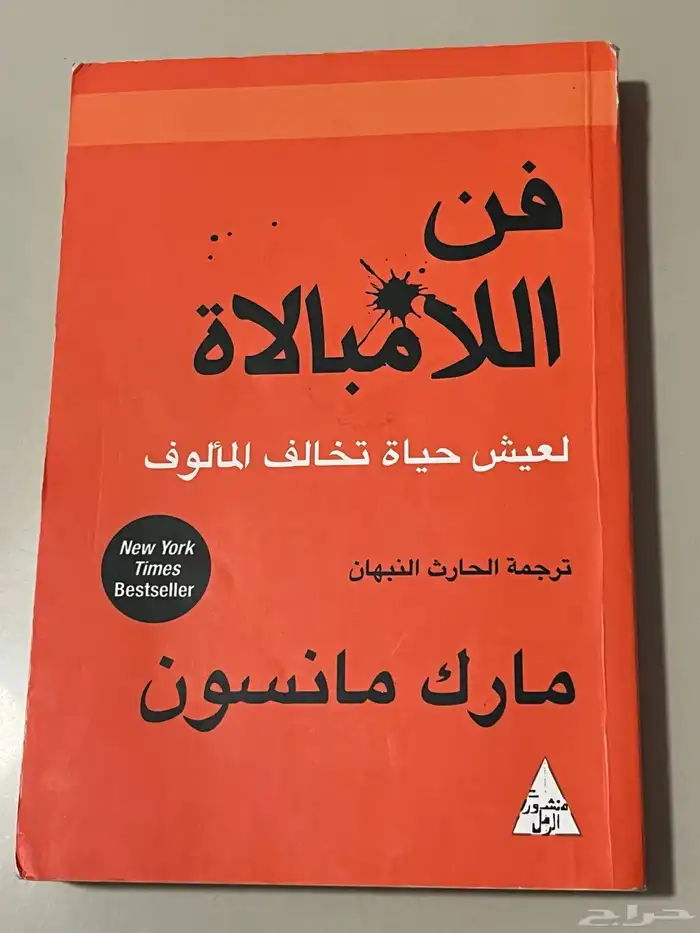 فن
اللامبالاة
لعيش حياة تخالف المألوف
New York
Times
Bestseller
ترجمة الحارث النبهان
مارك مانسون
منشورات
الرمل
حراج